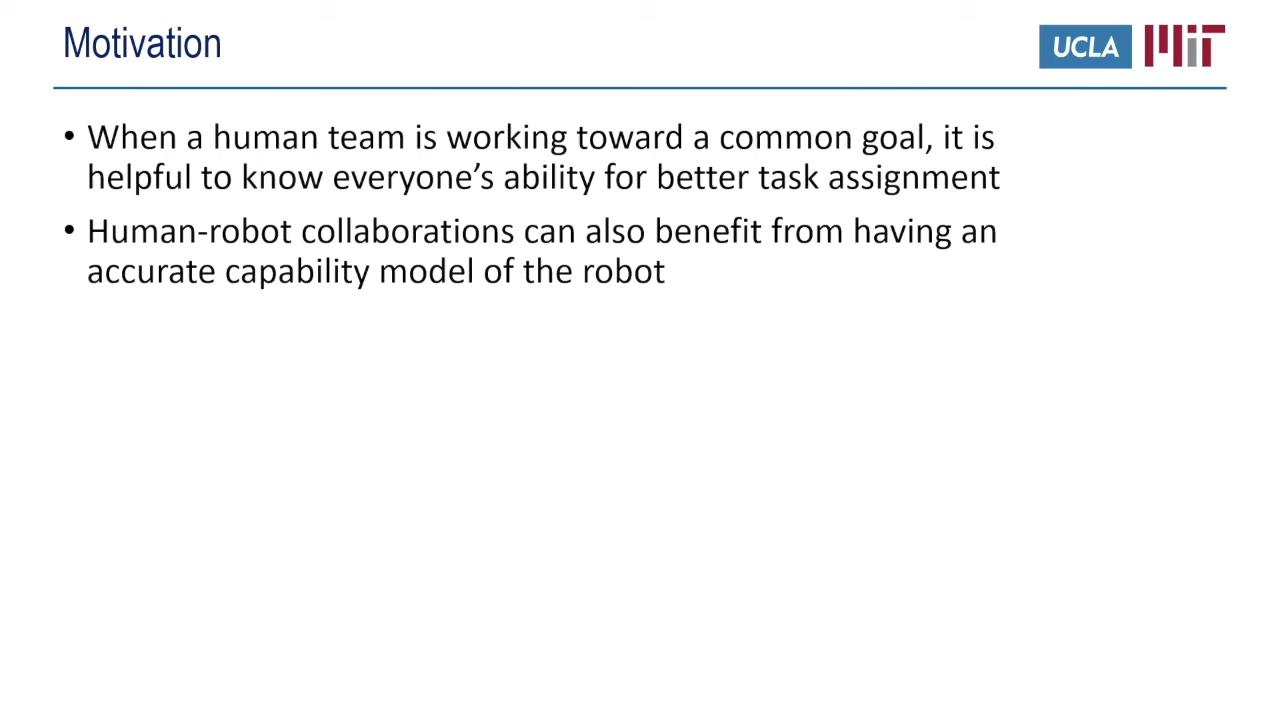 Motivation
UCLA MIT
• When a human team is working toward a common goal, it is
helpful to know everyone’s ability for better task assignment
• Human-robot collaborations can also benefit from having an
accurate capability model of the robot